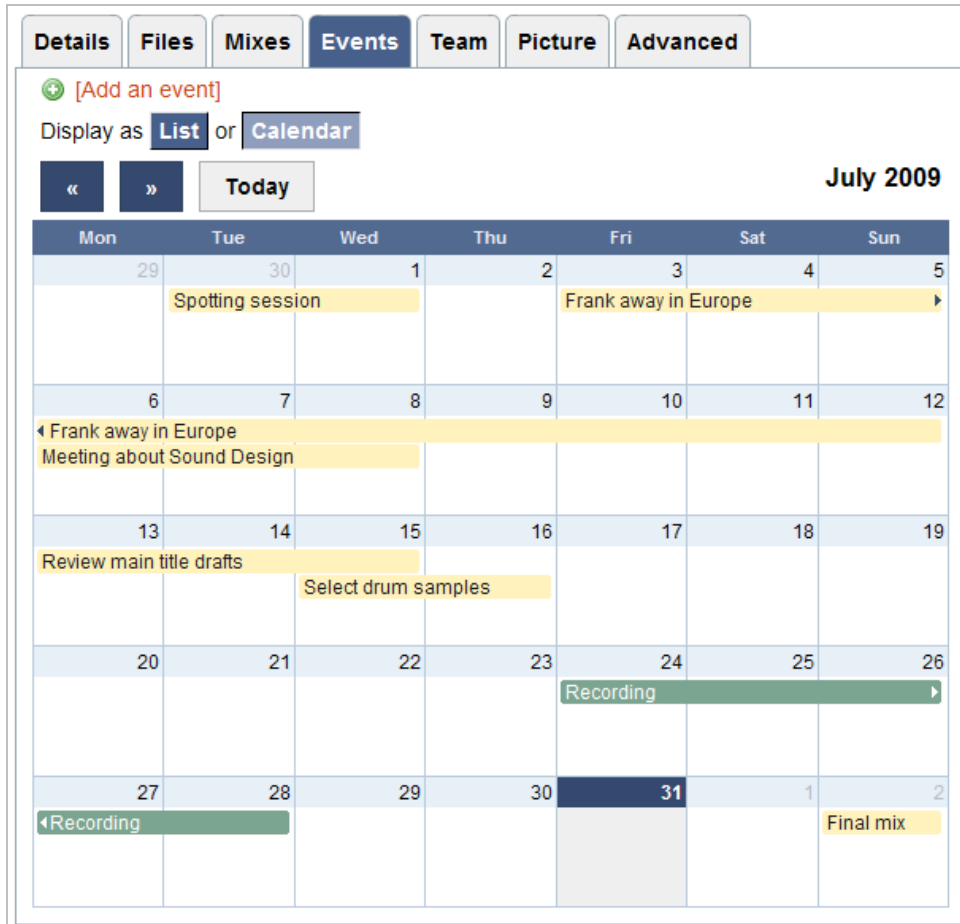 Details Files Mixes Events Team Picture Advanced
[Add an event]
Display as List or Calendar
« » Today July 2009
Mon Tue Wed Thu Fri Sat Sun
29 30 1 2 3 4 5
Spotting session Frank away in Europe
6 7 8 9 10 11 12
Frank away in Europe
Meeting about Sound Design
13 14 15 16 17 18 19
Review main title drafts
Select drum samples
20 21 22 23 24 25 26
Recording
27 28 29 30 31 1 2
Recording Final mix